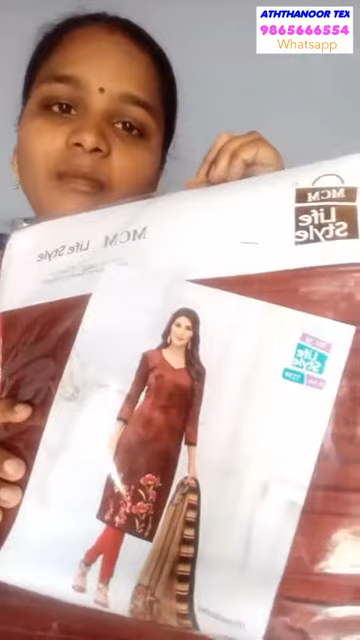 ATHTHANOOR TEX
9865666554
Whatsapp
MCM
Life
Style
MCM Life Style
Life
Style